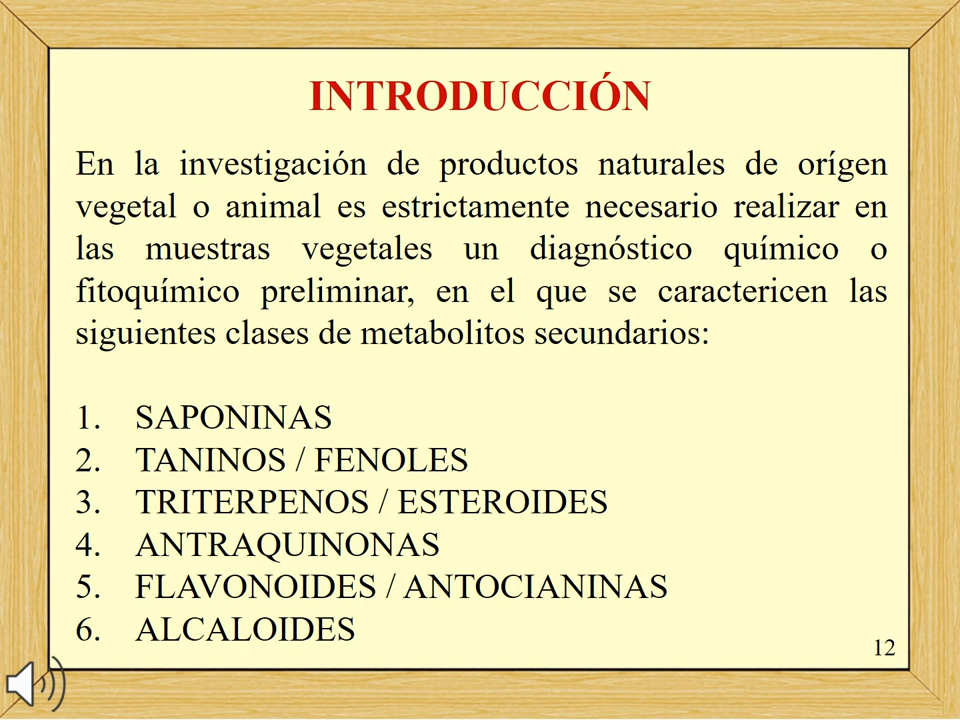 INTRODUCCIÓN
En la investigación de productos naturales de orígen
vegetal o animal es estrictamente necesario realizar en
las muestras vegetales un diagnóstico químico o
fitoquímico preliminar, en el que se caractericen las
siguientes clases de metabolitos secundarios:
1. SAPONINAS
2. TANINOS / FENOLES
3. TRITERPENOS / ESTEROIDES
4. ANTRAQUINONAS
5. FLAVONOIDES / ANTOCIANINAS
6. ALCALOIDES
12